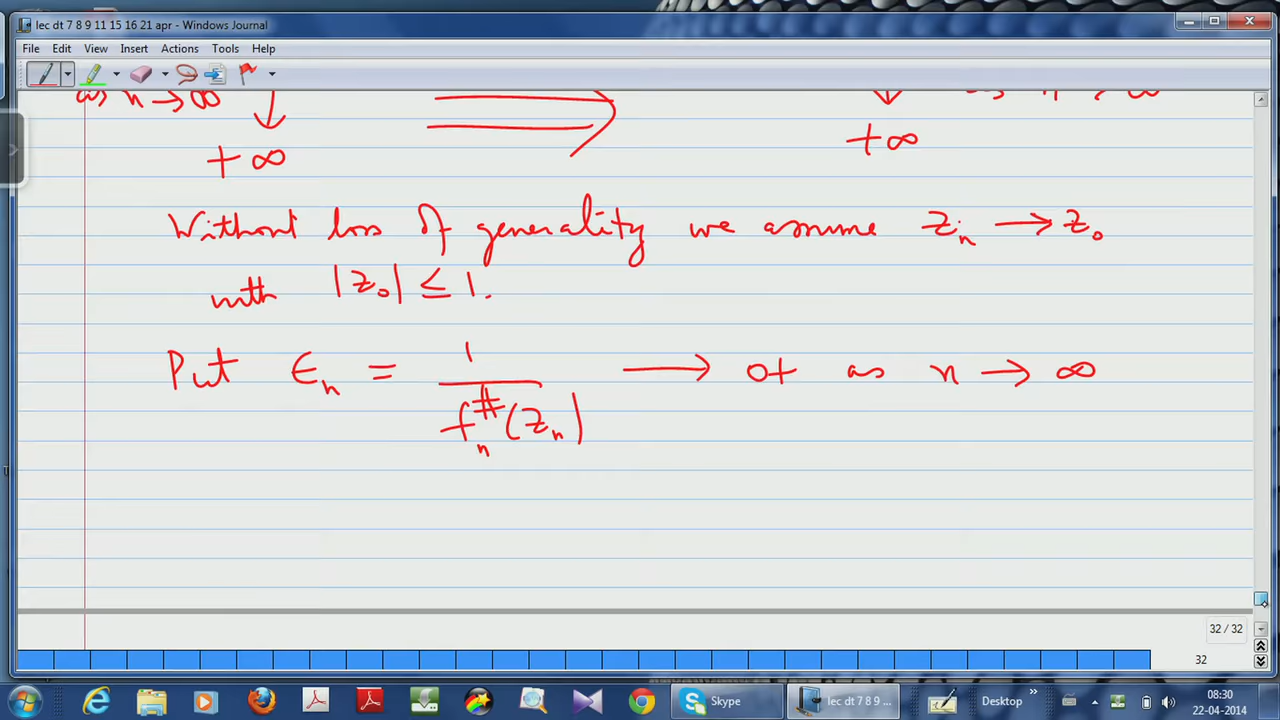 lec dt 7 8 9 11 15 16 21 apr - Windows Journal
File Edit View Insert Actions Tools Help
as n → ∞ ↓ ⟹ ↓ as n → ∞
+∞ +∞
Without loss of generality we assume zₙ → z₀
with |z₀| ≤ 1.
Put ϵₙ = 1 / fₙ^#(zₙ) → 0+ as n → ∞
32 / 32
32
Skype
lec dt 7 8 9 ...
Desktop
08:30
22-04-2014